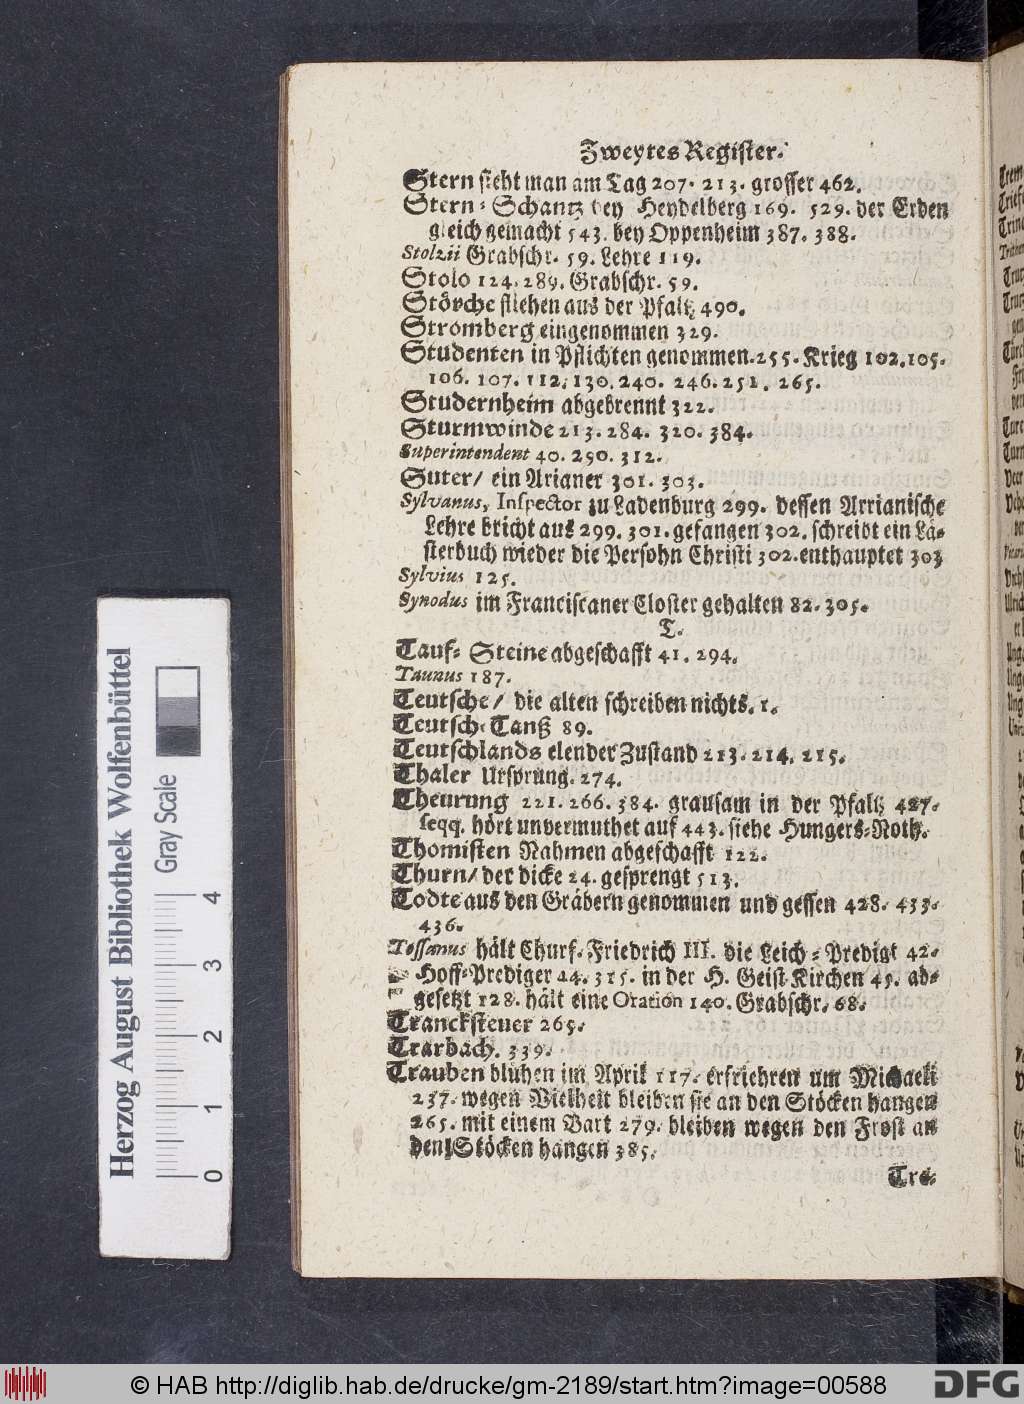 Zweytes Register.
Stern sieht man am Tag 207. 213. grosser 462.
Stern-Schantz bey Heydelberg 169. 529. der Erden
gleich gemacht 543. bey Oppenheim 387. 388.
Stolzii Grabschr. 59. Lehre 119.
Stolo 124. 289. Grabschr. 59.
Störche fliehen aus der Pfaltz 490.
Stromberg eingenommen 329.
Studenten in Pflichten genommen. 255. Krieg 102. 105.
106. 107. 112. 130. 240. 246. 251. 265.
Studernheim abgebrennt 322.
Sturmwinde 213. 284. 320. 384.
Superintendent 40. 290. 312.
Suter/ ein Arianer 301. 303.
Sylvanus, Inspector zu Ladenburg 299. dessen Arrianische
Lehre bricht aus 299. 301. gefangen 302. schreibt ein Lä-
sterbuch wieder die Persohn Christi 302. enthauptet 303
Sylvius 125.
Synodus im Franciscaner Closter gehalten 82. 305.
T.
Tauf-Steine abgeschafft 41. 294.
Taunus 187.
Teutsche/ die alten schreiben nichts. 1.
Teutsch-Tantz 89.
Teutschlands elender Zustand 213. 214. 215.
Thaler Ursprung. 274.
Theurung 221. 266. 384. grausam in der Pfaltz 427.
seqq. hört unvermuthet auf 443. siehe Hungers-Noth.
Thomisten Nahmen abgeschafft 122.
Thurn/ der dicke 24. gesprengt 513.
Todte aus den Gräbern genommen und gessen 428. 433.
436.
Tossanus hält Churf. Friedrich III. die Leich-Predigt 42.
Hoff-Prediger 44. 315. in der H. Geist Kirchen 45. ab-
gesetzt 128. hält eine Oration 140. Grabschr. 68.
Trancksteuer 265.
Trarbach. 339.
Trauben blühen im April 117. erfriehren um Michaeli
237. wegen Vielheit bleiben sie an den Stöcken hangen
265. mit einem Bart 279. bleiben wegen den Frost an
den Stöcken hangen 385.
Tre-
Herzog August Bibliothek Wolfenbüttel
Gray Scale
0 1 2 3 4
© HAB http://diglib.hab.de/drucke/gm-2189/start.htm?image=00588
DFG